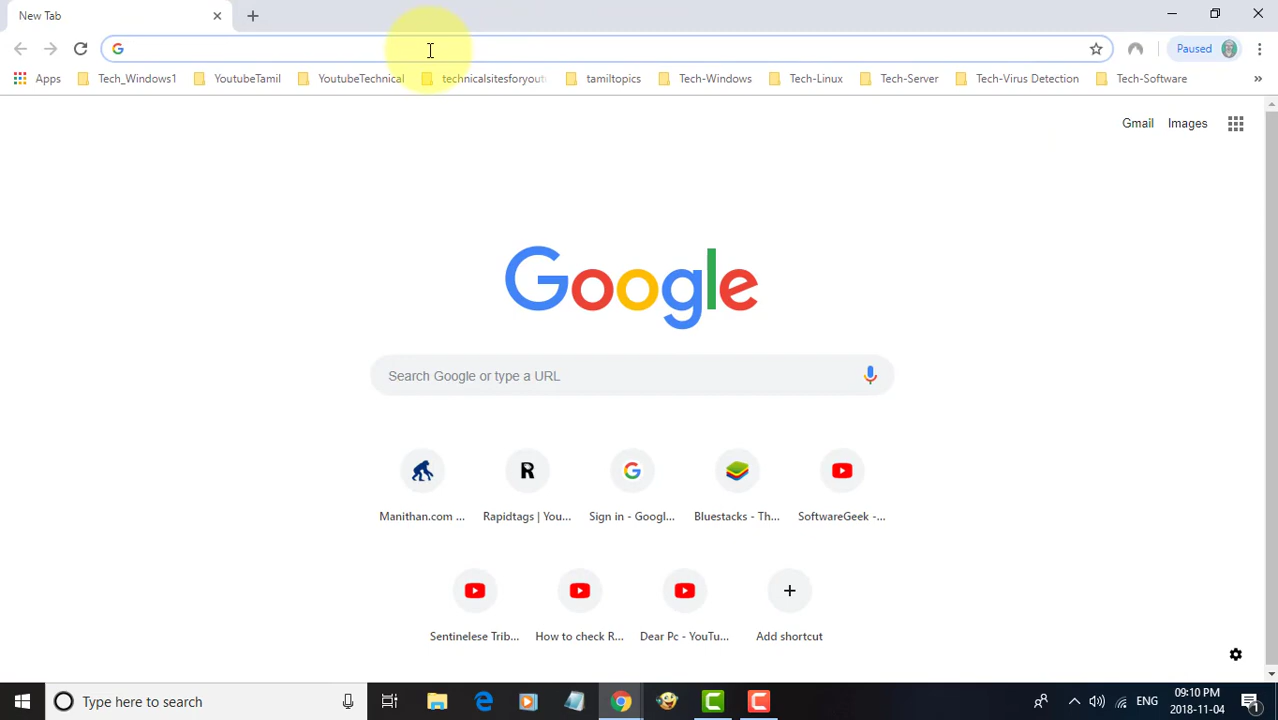 New Tab
Paused
Apps Tech_Windows1 YoutubeTamil YoutubeTechnical technicalsitesforyout tamiltopics Tech-Windows Tech-Linux Tech-Server Tech-Virus Detection Tech-Software »
Gmail Images
Google
Search Google or type a URL
Manithan.com ... Rapidtags | You... Sign in - Googl... Bluestacks - Th... SoftwareGeek -...
Sentinelese Trib... How to check R... Dear Pc - YouTu... Add shortcut
Type here to search
ENG
09:10 PM
2018-11-04
1